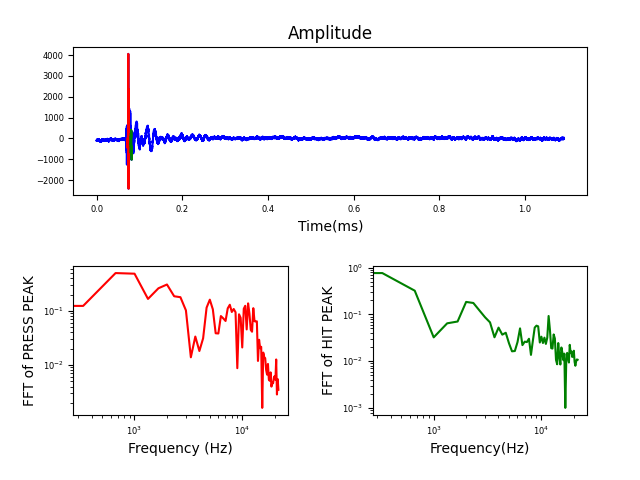 Amplitude
4000
3000
2000
1000
0
−1000
−2000
0.0 0.2 0.4 0.6 0.8 1.0
Time(ms)
FFT of PRESS PEAK
10⁻¹
10⁻²
10³ 10⁴
Frequency (Hz)
FFT of HIT PEAK
10⁰
10⁻¹
10⁻²
10⁻³
10³ 10⁴
Frequency(Hz)